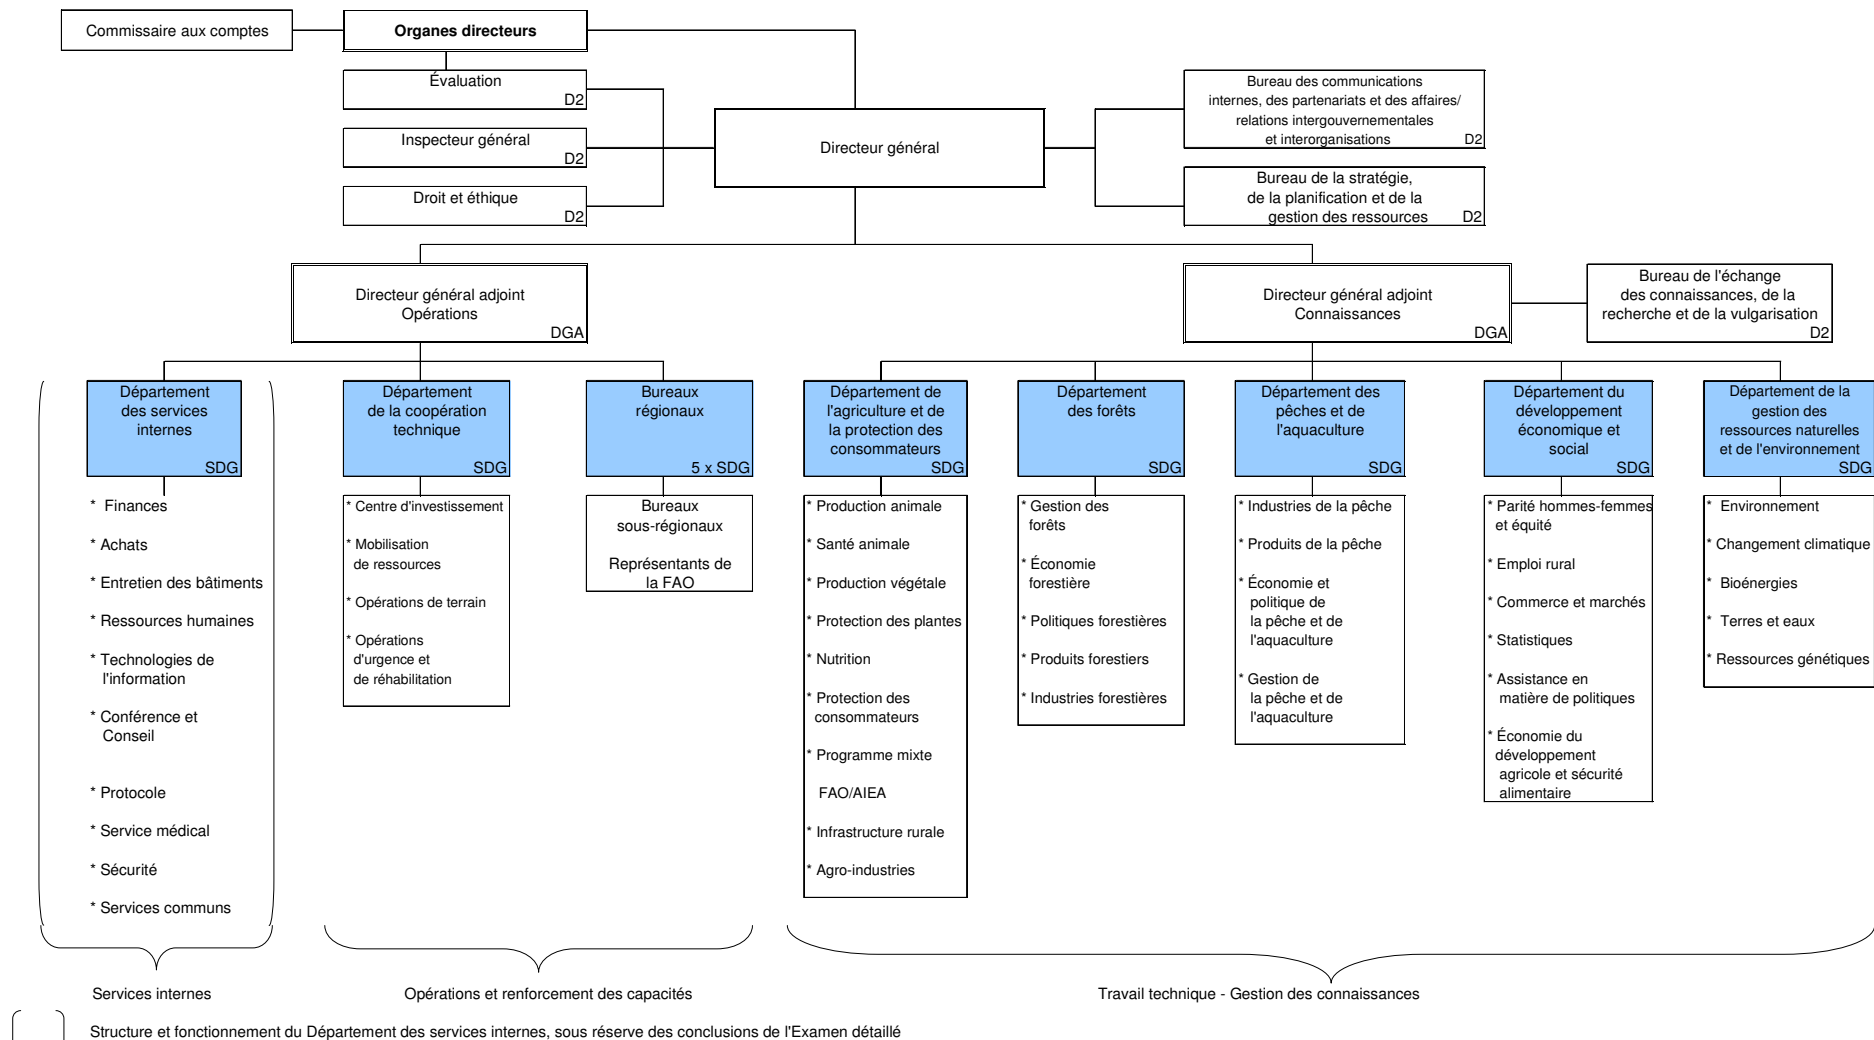 Commissaire aux comptes
Organes directeurs
Évaluation
D2
Inspecteur général
D2
Droit et éthique
D2
Directeur général
Bureau des communications
internes, des partenariats et des affaires/
relations intergouvernementales
et interorganisations D2
Bureau de la stratégie,
de la planification et de la
gestion des ressources D2
Directeur général adjoint
Opérations
DGA
Directeur général adjoint
Connaissances
DGA
Bureau de l'échange
des connaissances, de la
recherche et de la vulgarisation
D2
Département
des services
internes
SDG
* Finances
* Achats
* Entretien des bâtiments
* Ressources humaines
* Technologies de
l'information
* Conférence et
Conseil
* Protocole
* Service médical
* Sécurité
* Services communs
Département
de la coopération
technique
SDG
* Centre d'investissement
* Mobilisation
de ressources
* Opérations de terrain
* Opérations
d'urgence et
de réhabilitation
Bureaux
régionaux
5 x SDG
Bureaux
sous-régionaux
Représentants de
la FAO
Département de
l'agriculture et de
la protection des
consommateurs
SDG
* Production animale
* Santé animale
* Production végétale
* Protection des plantes
* Nutrition
* Protection des
consommateurs
* Programme mixte
FAO/AIEA
* Infrastructure rurale
* Agro-industries
Département
des forêts
SDG
* Gestion des
forêts
* Économie
forestière
* Politiques forestières
* Produits forestiers
* Industries forestières
Département des
pêches et de
l'aquaculture
SDG
* Industries de la pêche
* Produits de la pêche
* Économie et
politique de
la pêche et de
l'aquaculture
* Gestion de
la pêche et de
l'aquaculture
Département du
développement
économique et
social
SDG
* Parité hommes-femmes
et équité
* Emploi rural
* Commerce et marchés
* Statistiques
* Assistance en
matière de politiques
* Économie du
développement
agricole et sécurité
alimentaire
Département de la
gestion des
ressources naturelles
et de l'environnement
SDG
* Environnement
* Changement climatique
* Bioénergies
* Terres et eaux
* Ressources génétiques
Services internes
Opérations et renforcement des capacités
Travail technique - Gestion des connaissances
Structure et fonctionnement du Département des services internes, sous réserve des conclusions de l'Examen détaillé